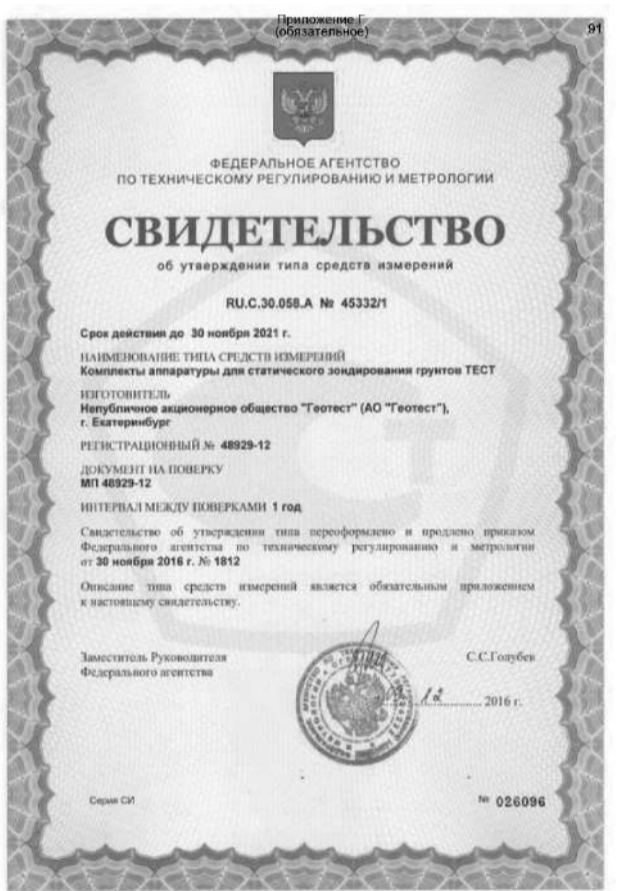 Приложение Г
(обязательное)
91
ФЕДЕРАЛЬНОЕ АГЕНТСТВО
ПО ТЕХНИЧЕСКОМУ РЕГУЛИРОВАНИЮ И МЕТРОЛОГИИ
СВИДЕТЕЛЬСТВО
об утверждении типа средств измерений
RU.C.30.058.A № 45332/1
Срок действия до 30 ноября 2021 г.
НАИМЕНОВАНИЕ ТИПА СРЕДСТВ ИЗМЕРЕНИЙ
Комплекты аппаратуры для статического зондирования грунтов ТЕСТ
ИЗГОТОВИТЕЛЬ
Непубличное акционерное общество "Геотест" (АО "Геотест"),
г. Екатеринбург
РЕГИСТРАЦИОННЫЙ № 48929-12
ДОКУМЕНТ НА ПОВЕРКУ
МП 48929-12
ИНТЕРВАЛ МЕЖДУ ПОВЕРКАМИ 1 год
Свидетельство об утверждении типа переоформлено и продлено приказом
Федерального агентства по техническому регулированию и метрологии
от 30 ноября 2016 г. № 1812
Описание типа средств измерений является обязательным приложением
к настоящему свидетельству.
Заместитель Руководителя
Федерального агентства
С.С.Голубев
12 2016 г.
Серия СИ
№ 026096